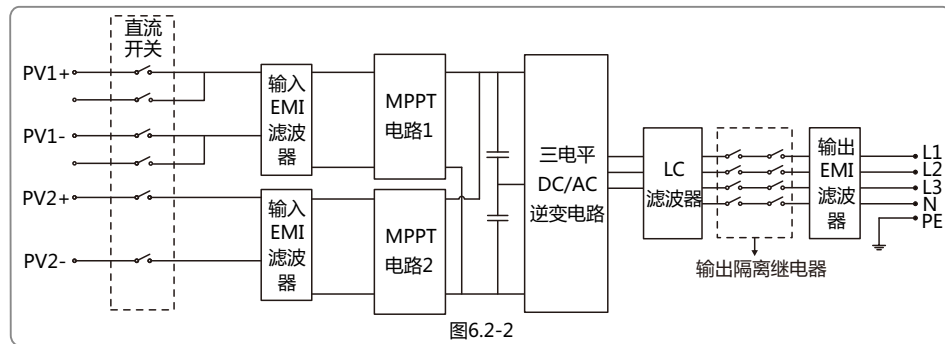 直流
开关
PV1+
PV1-
PV2+
PV2-
输入
EMI
滤波
器
输入
EMI
滤波
器
MPPT
电路1
MPPT
电路2
三电平
DC/AC
逆变电路
LC
滤波器
输出隔离继电器
输出
EMI
滤波
器
L1
L2
L3
N
PE
图6.2-2